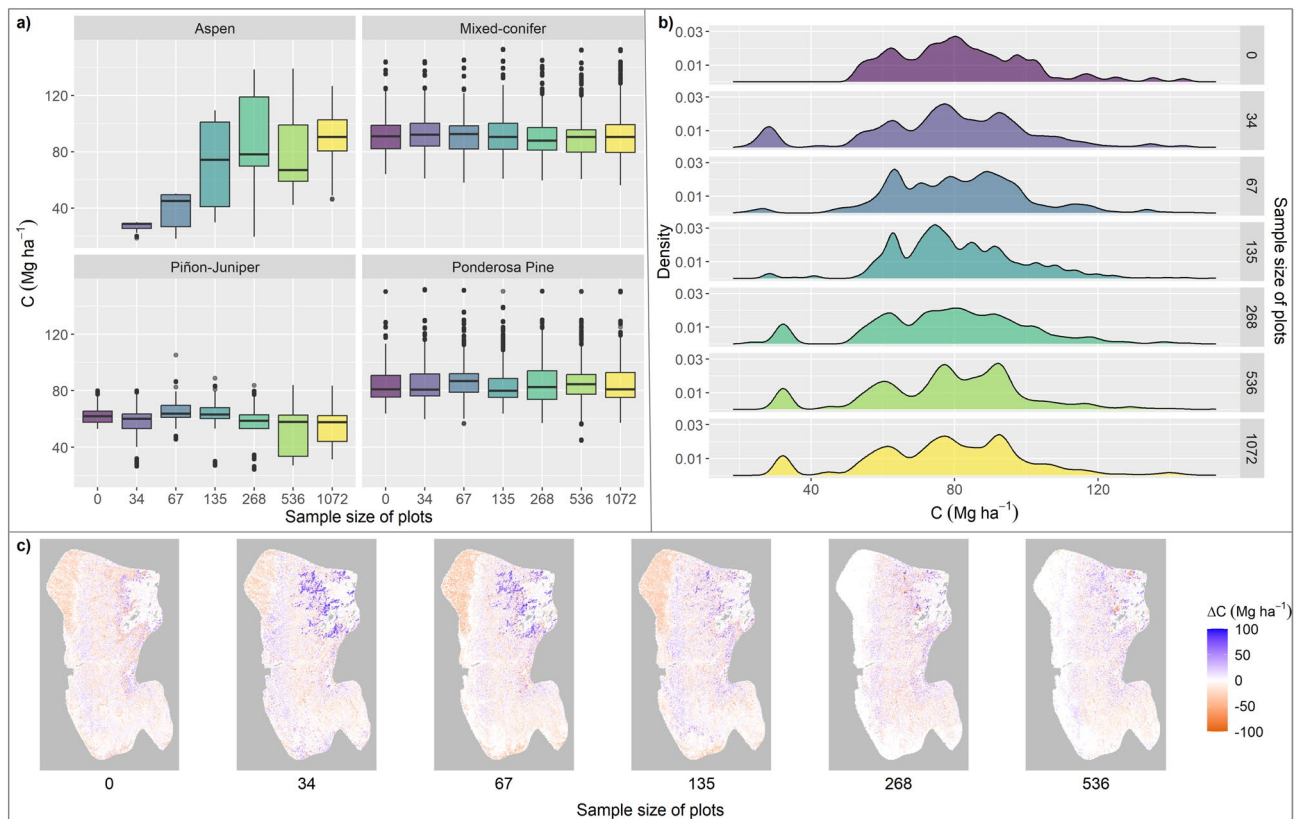 a)
Aspen
Mixed-conifer
120
80
40
Piñon-Juniper
Ponderosa Pine
120
80
40
C (Mg ha⁻¹)
0 34 67 135 268 536 1072 0 34 67 135 268 536 1072
Sample size of plots
b)
0.03
0.01
0
0.03
0.01
34
0.03
0.01
67
0.03
0.01
135
0.03
0.01
268
0.03
0.01
536
0.03
0.01
1072
Density
Sample size of plots
40 80 120
C (Mg ha⁻¹)
c)
ΔC (Mg ha⁻¹)
100
50
0
-50
-100
0 34 67 135 268 536
Sample size of plots